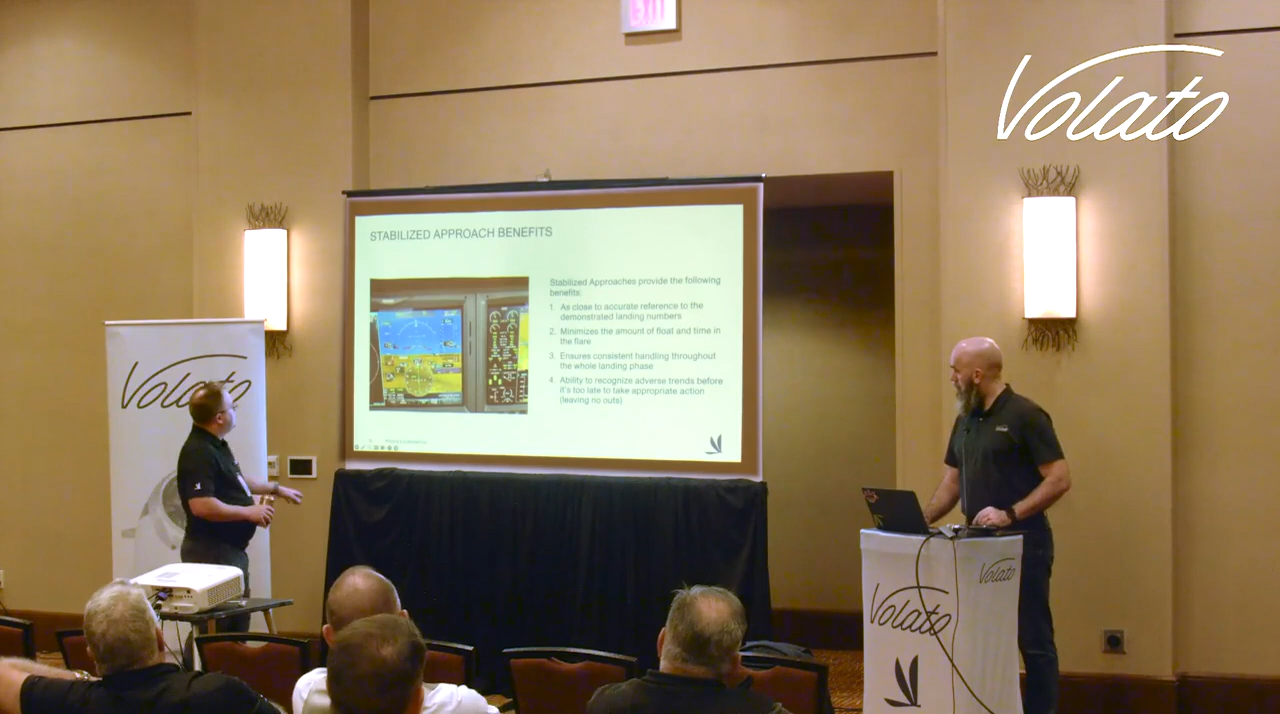 EXIT
Volato
STABILIZED APPROACH BENEFITS
Stabilized Approaches provide the following
benefits:
1. As close to accurate reference to the
demonstrated landing numbers
2. Minimizes the amount of float and time in
the flare
3. Ensures consistent handling throughout
the whole landing phase
4. Ability to recognize adverse trends before
it's too late to take appropriate action
(leaving no outs)
Volato
Volato
Volato